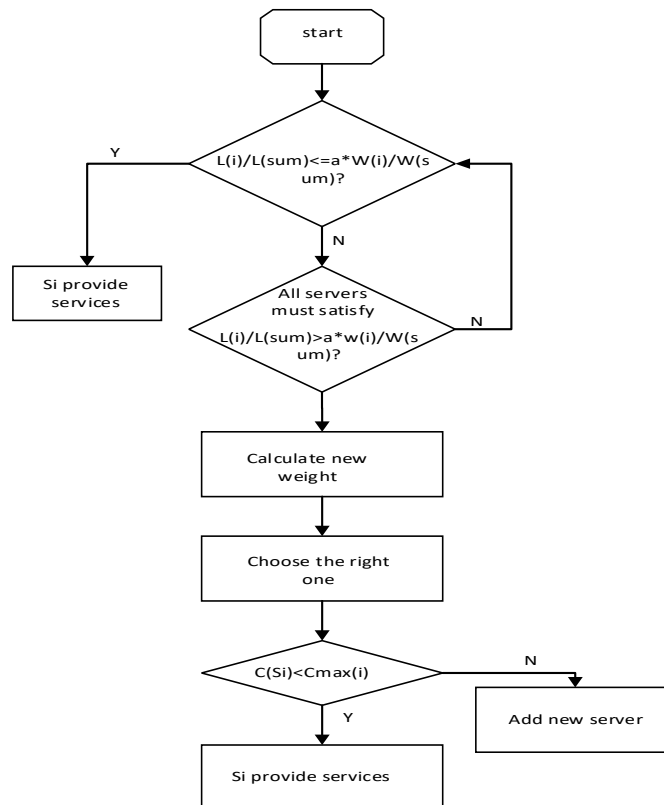 start
L(i)/L(sum)<=a*W(i)/W(s
um)?
Y
N
Si provide
services
All servers
must satisfy
L(i)/L(sum)>a*w(i)/W(s
um)?
N
Calculate new
weight
Choose the right
one
C(Si)<Cmax(i)
N
Y
Add new server
Si provide services